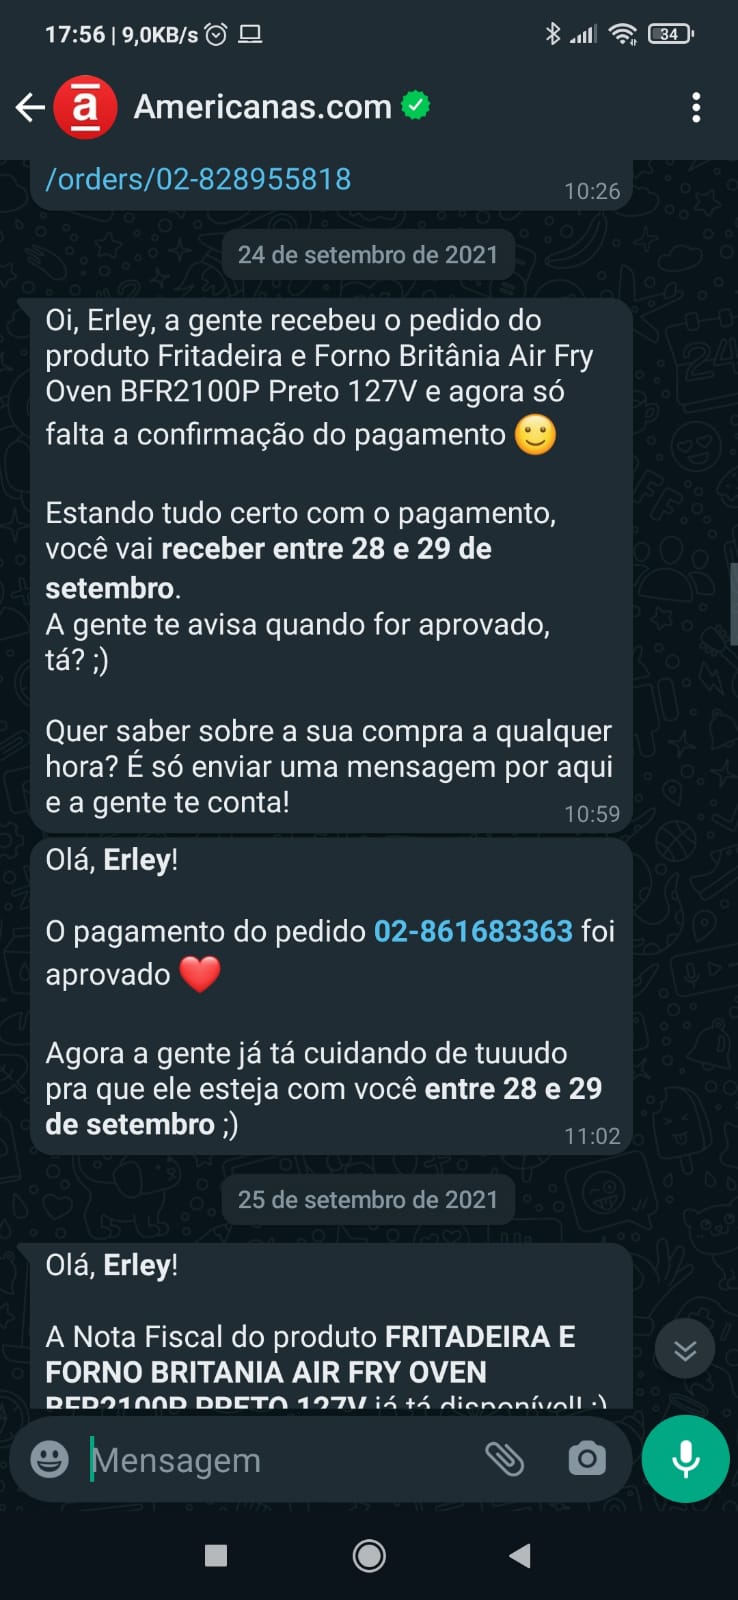 17:56 | 9,0KB/s
34
a
Americanas.com
/orders/02-828955818
10:26
24 de setembro de 2021
Oi, Erley, a gente recebeu o pedido do
produto Fritadeira e Forno Britânia Air Fry
Oven BFR2100P Preto 127V e agora só
falta a confirmação do pagamento
Estando tudo certo com o pagamento,
você vai receber entre 28 e 29 de
setembro.
A gente te avisa quando for aprovado,
tá? ;)
Quer saber sobre a sua compra a qualquer
hora? É só enviar uma mensagem por aqui
e a gente te conta!
10:59
Olá, Erley!
O pagamento do pedido 02-861683363 foi
aprovado
Agora a gente já tá cuidando de tuuudo
pra que ele esteja com você entre 28 e 29
de setembro ;)
11:02
25 de setembro de 2021
Olá, Erley!
A Nota Fiscal do produto FRITADEIRA E
FORNO BRITANIA AIR FRY OVEN
BFR2100P PRETO 127V já tá disponível! :)
Mensagem